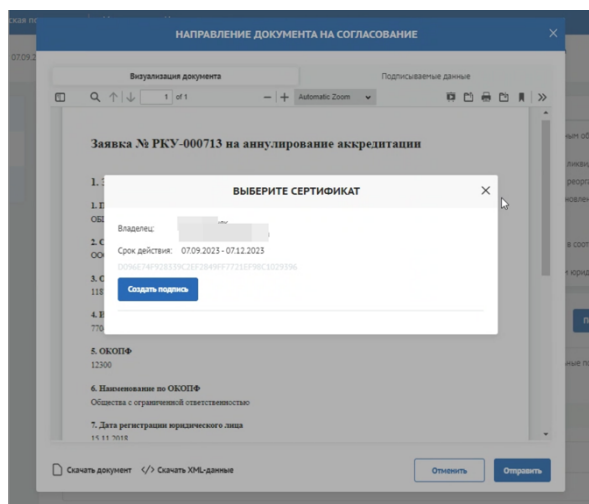 НАПРАВЛЕНИЕ ДОКУМЕНТА НА СОГЛАСОВАНИЕ
07.09.2
Визуализация документа
Подписываемые данные
1 of 1
Automatic Zoom
Заявка № РКУ-000713 на аннулирование аккредитации
ВЫБЕРИТЕ СЕРТИФИКАТ
Владелец:
Срок действия: 07.09.2023 - 07.12.2023
Создать подпись
5. ОКОПФ
12300
6. Наименование по ОКОПФ
Общества с ограниченной ответственностью
7. Дата регистрации юридического лица
15.11.2018
Скачать документ </> Скачать XML-данные
Отменить
Отправить